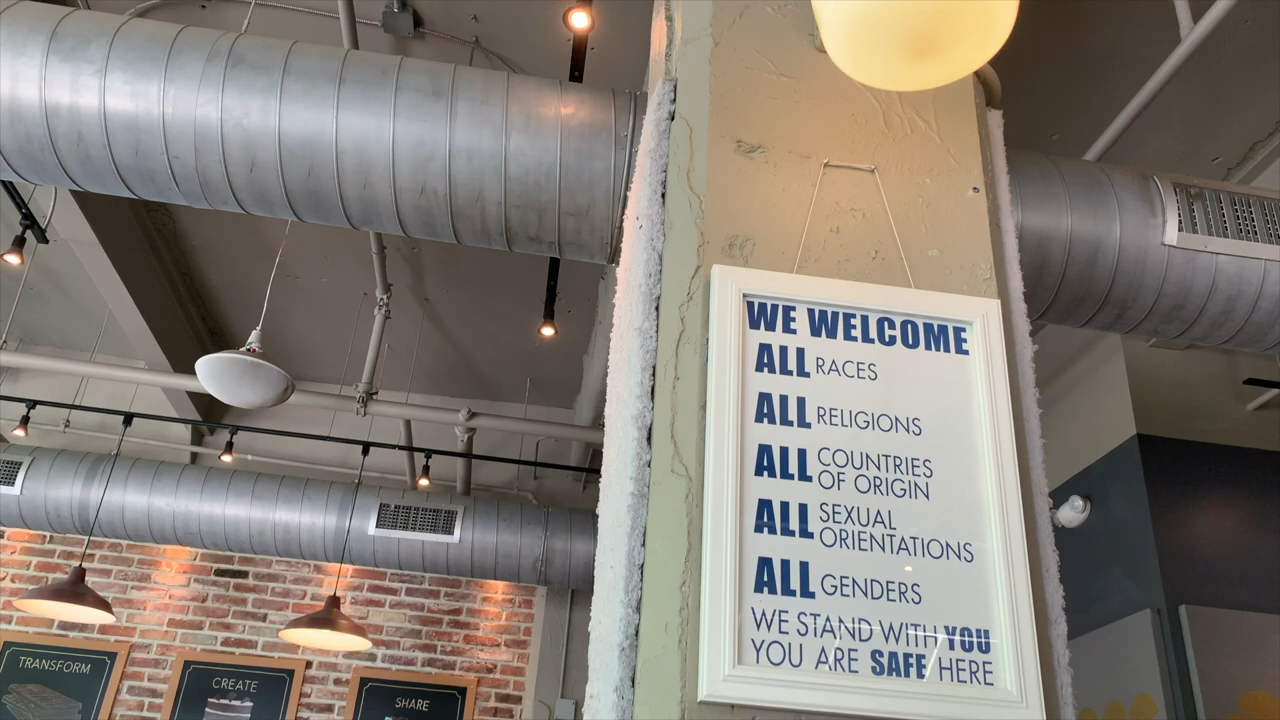 WE WELCOME
ALL RACES
ALL RELIGIONS
ALL COUNTRIES
OF ORIGIN
ALL SEXUAL
ORIENTATIONS
ALL GENDERS
WE STAND WITH YOU
YOU ARE SAFE HERE
TRANSFORM
CREATE
SHARE